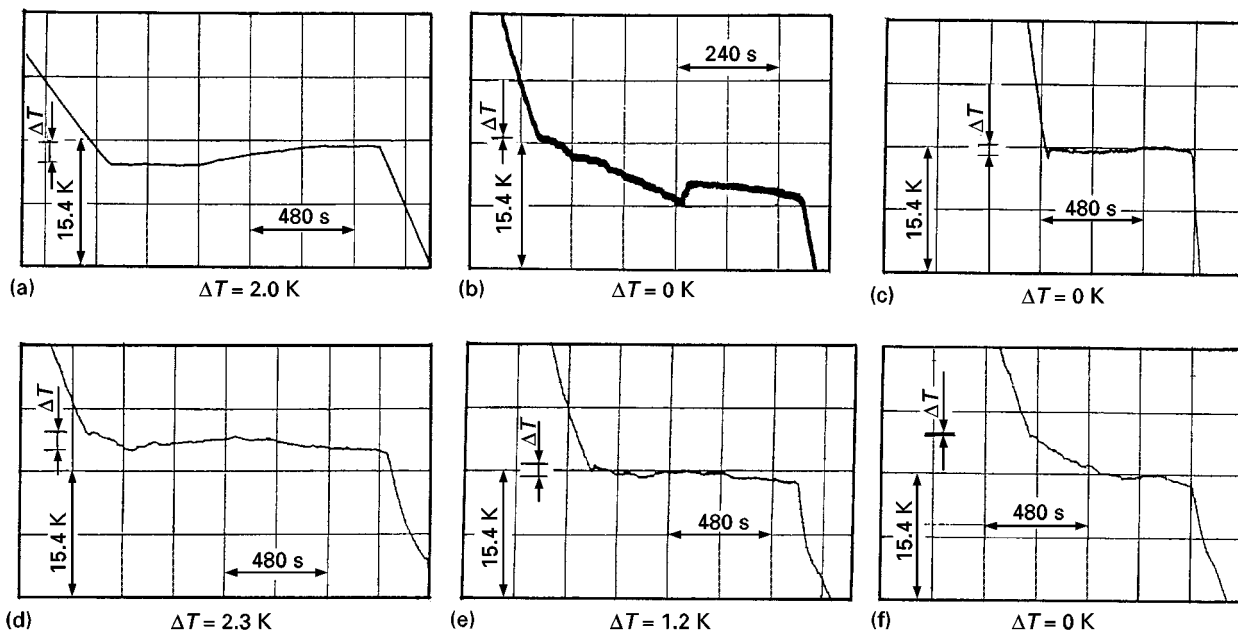 ΔT
15.4 K
480 s
(a) ΔT = 2.0 K
ΔT
15.4 K
240 s
(b) ΔT = 0 K
ΔT
15.4 K
480 s
(c) ΔT = 0 K
ΔT
15.4 K
480 s
(d) ΔT = 2.3 K
ΔT
15.4 K
480 s
(e) ΔT = 1.2 K
ΔT
15.4 K
480 s
(f) ΔT = 0 K